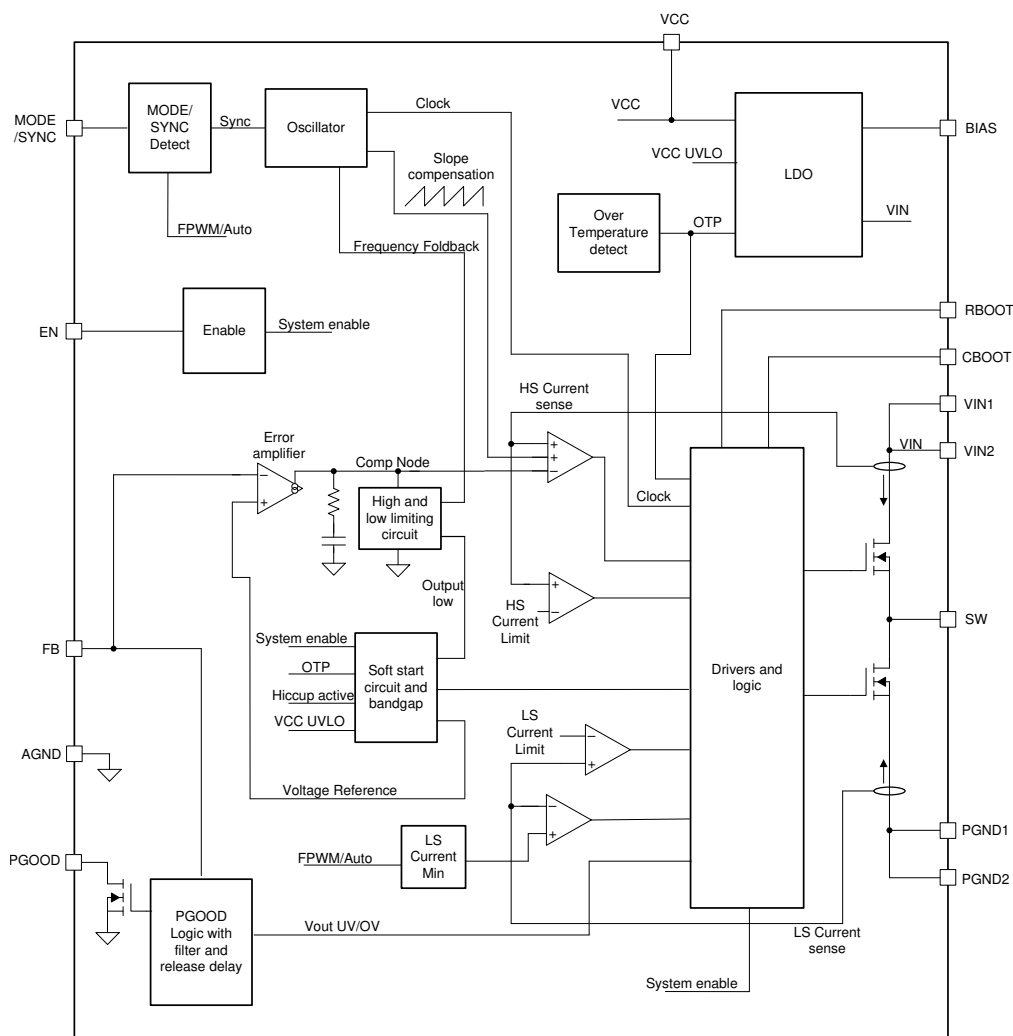 VCC
MODE
/SYNC
MODE/
SYNC
Detect
Sync
Oscillator
Clock
Slope
compensation
FPWM/Auto
Frequency Foldback
VCC
VCC UVLO
LDO
BIAS
VIN
Over
Temperature
detect
OTP
EN
Enable
System enable
RBOOT
CBOOT
VIN1
VIN
VIN2
HS Current
sense
Error
amplifier
−
+
Comp Node
+
+
−
High and
low limiting
circuit
Clock
Output
low
+
−
HS
Current
Limit
SW
FB
System enable
OTP
Hiccup active
VCC UVLO
Soft start
circuit and
bandgap
Drivers and
logic
LS
Current
Limit
−
+
AGND
Voltage Reference
−
+
PGOOD
FPWM/Auto
LS
Current
Min
PGND1
PGND2
PGOOD
Logic with
filter and
release delay
Vout UV/OV
LS Current
sense
System enable